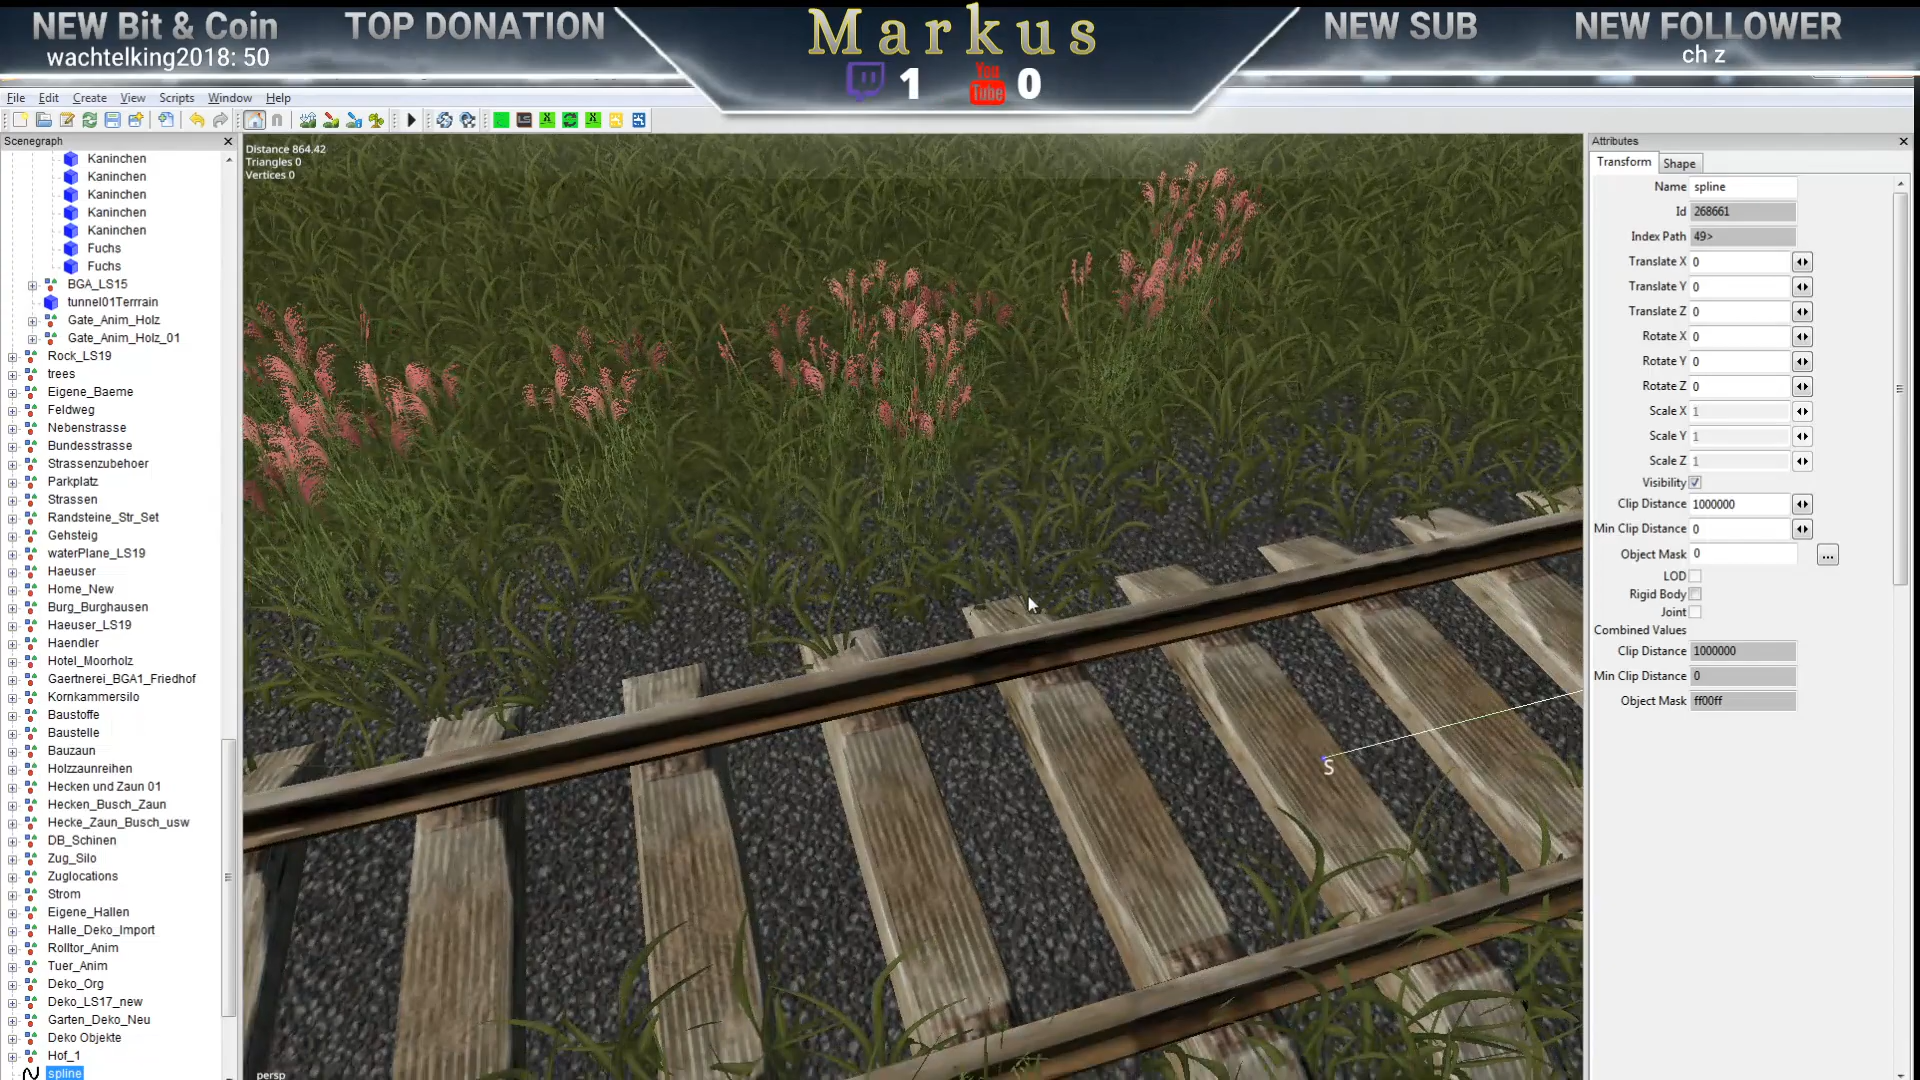 NEW Bit & Coin
wachtelking2018: 50
TOP DONATION
Markus
1
You
Tube
0
NEW SUB
NEW FOLLOWER
ch z
File Edit Create View Scripts Window Help
Scenegraph
Kaninchen
Kaninchen
Kaninchen
Kaninchen
Kaninchen
Fuchs
Fuchs
BGA_LS15
tunnel01Terrrain
Gate_Anim_Holz
Gate_Anim_Holz_01
Rock_LS19
trees
Eigene_Baeme
Feldweg
Nebenstrasse
Bundesstrasse
Strassenzubehoer
Parkplatz
Strassen
Randsteine_Str_Set
Gehsteig
waterPlane_LS19
Haeuser
Home_New
Burg_Burghausen
Haeuser_LS19
Haendler
Hotel_Moorholz
Gaertnerei_BGA1_Friedhof
Kornkammersilo
Baustoffe
Baustelle
Bauzaun
Holzzaunreihen
Hecken und Zaun 01
Hecken_Busch_Zaun
Hecke_Zaun_Busch_usw
DB_Schinen
Zug_Silo
Zuglocations
Strom
Eigene_Hallen
Halle_Deko_Import
Rolltor_Anim
Tuer_Anim
Deko_Org
Deko_LS17_new
Garten_Deko_Neu
Deko Objekte
Hof_1
spline
Distance 864.42
Triangles 0
Vertices 0
S
persp
Attributes
Transform Shape
Name spline
Id 268661
Index Path 49>
Translate X 0
Translate Y 0
Translate Z 0
Rotate X 0
Rotate Y 0
Rotate Z 0
Scale X 1
Scale Y 1
Scale Z 1
Visibility
Clip Distance 1000000
Min Clip Distance 0
Object Mask 0 ...
LOD
Rigid Body
Joint
Combined Values
Clip Distance 1000000
Min Clip Distance 0
Object Mask ff00ff